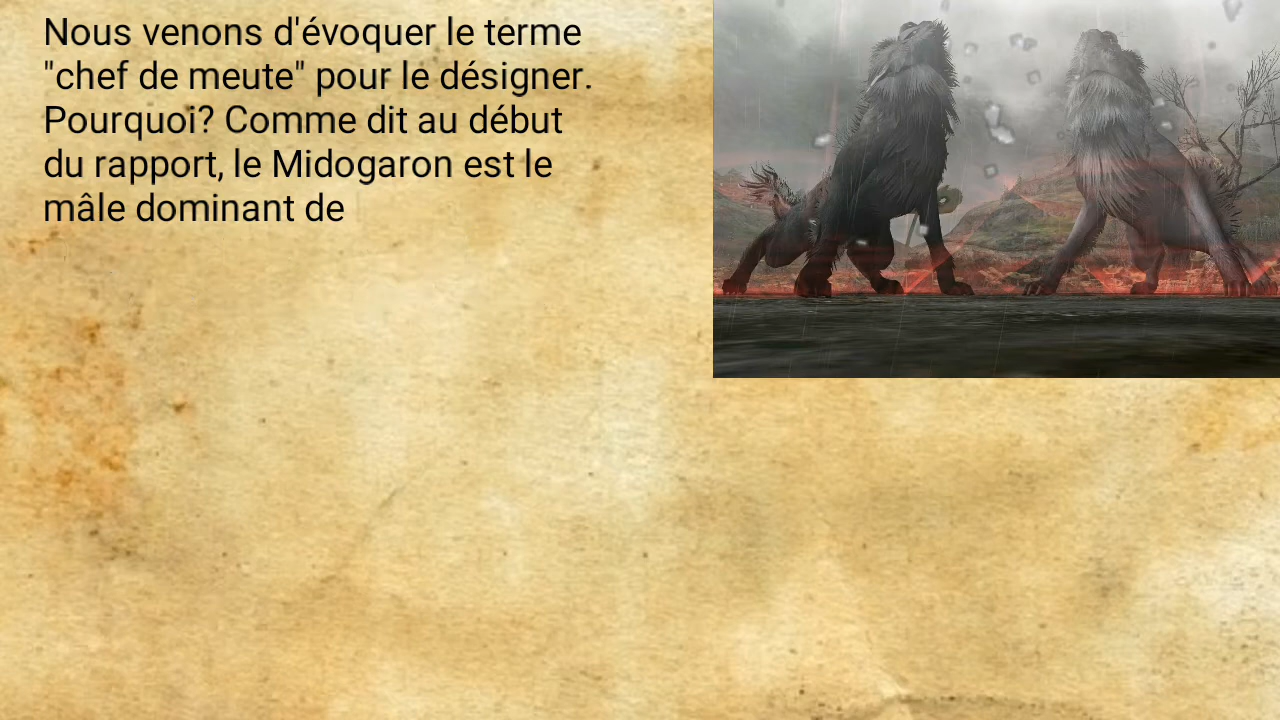 Nous venons d'évoquer le terme
"chef de meute" pour le désigner.
Pourquoi? Comme dit au début
du rapport, le Midogaron est le
mâle dominant de